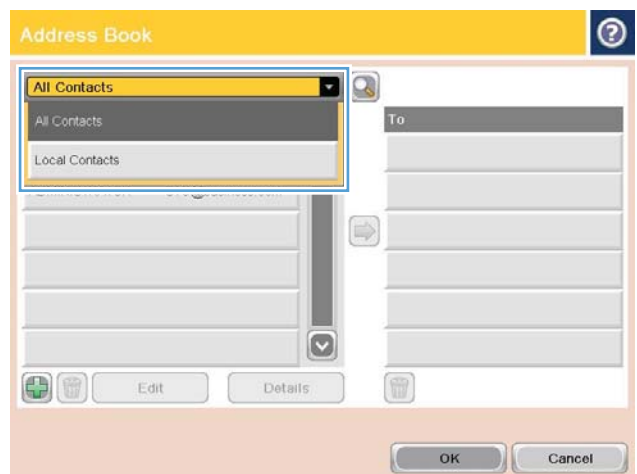 Address Book
All Contacts
All Contacts
To
Local Contacts
Edit
Details
OK
Cancel